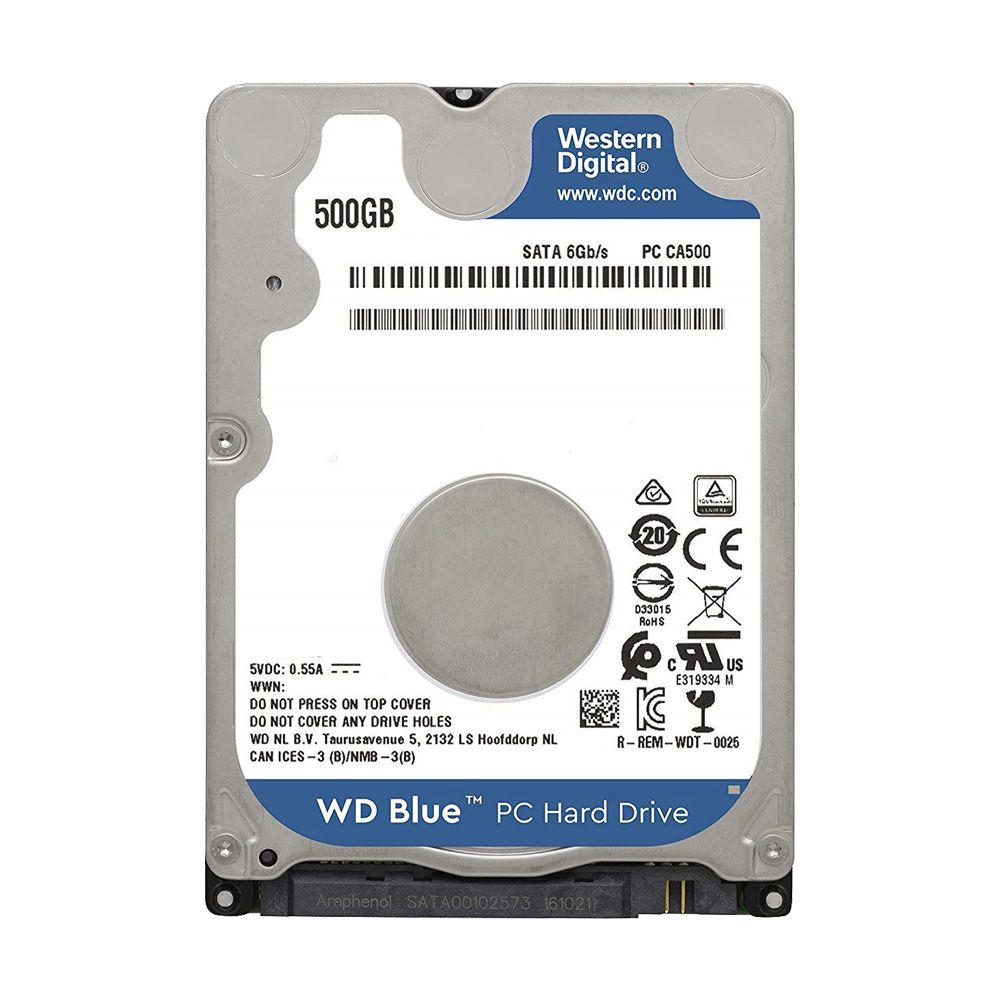 Western
Digital®
www.wdc.com
500GB
SATA 6Gb/s PC CA500
20
CE
D33015
RoHS
5VDC: 0.55A
C UL US
E319334 M
WWN:
DO NOT PRESS ON TOP COVER
DO NOT COVER ANY DRIVE HOLES
WD NL B.V. Taurusavenue 5, 2132 LS Hoofddorp NL
R-REM-WDT-0025
CAN ICES-3 (B)/NMB-3(B)
WD Blue™ PC Hard Drive
Amphenol SATA00102573 1610211